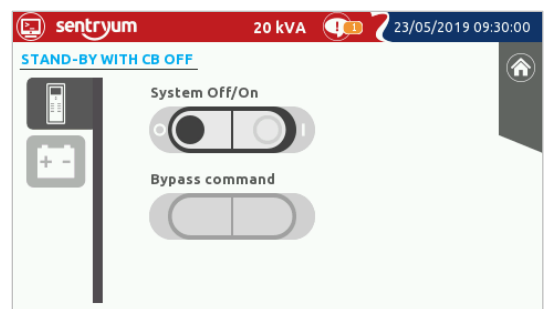 sentryum 20 kVA 1 23/05/2019 09:30:00
STAND-BY WITH CB OFF
System Off/On
Bypass command